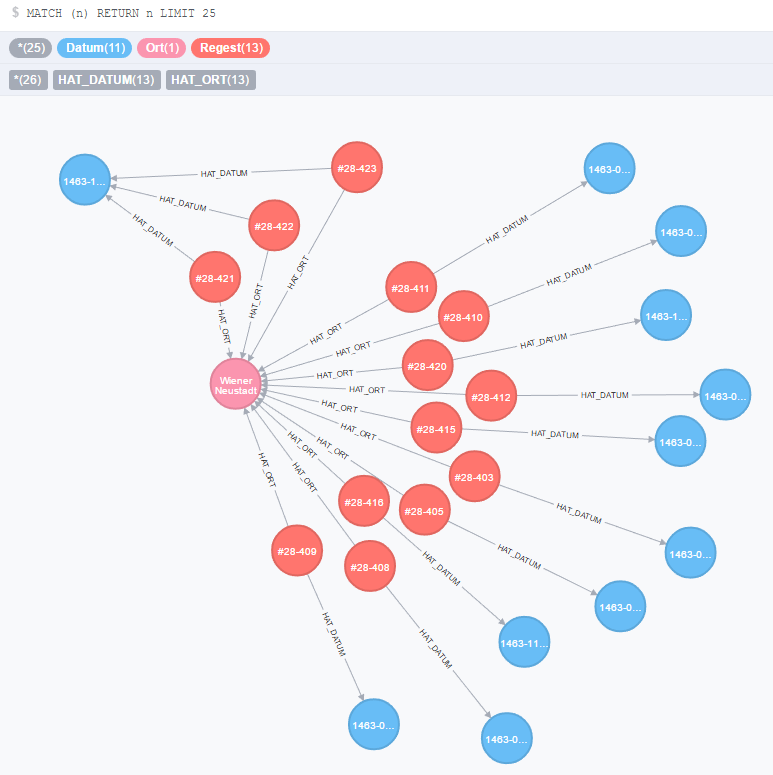 $ MATCH (n) RETURN n LIMIT 25
*(25) Datum(11) Ort(1) Regest(13)
*(26) HAT_DATUM(13) HAT_ORT(13)
#28-423
1463-0...
HAT_DATUM
1463-1...
HAT_DATUM
#28-422
HAT_DATUM
1463-0...
HAT_DATUM
HAT_ORT
#28-421
HAT_DATUM
#28-411
HAT_ORT
HAT_ORT
#28-410
1463-1...
HAT_ORT
HAT_DATUM
HAT_ORT
#28-420
HAT_ORT
Wiener
Neustadt
HAT_ORT
#28-412
HAT_DATUM
1463-0...
HAT_ORT
#28-415
HAT_DATUM
1463-0...
HAT_ORT
HAT_ORT
HAT_ORT
#28-403
HAT_ORT
HAT_ORT
#28-416
#28-405
HAT_DATUM
#28-409
#28-408
HAT_DATUM
1463-0...
HAT_DATUM
1463-0...
HAT_DATUM
HAT_DATUM
1463-11...
1463-0...
1463-0...